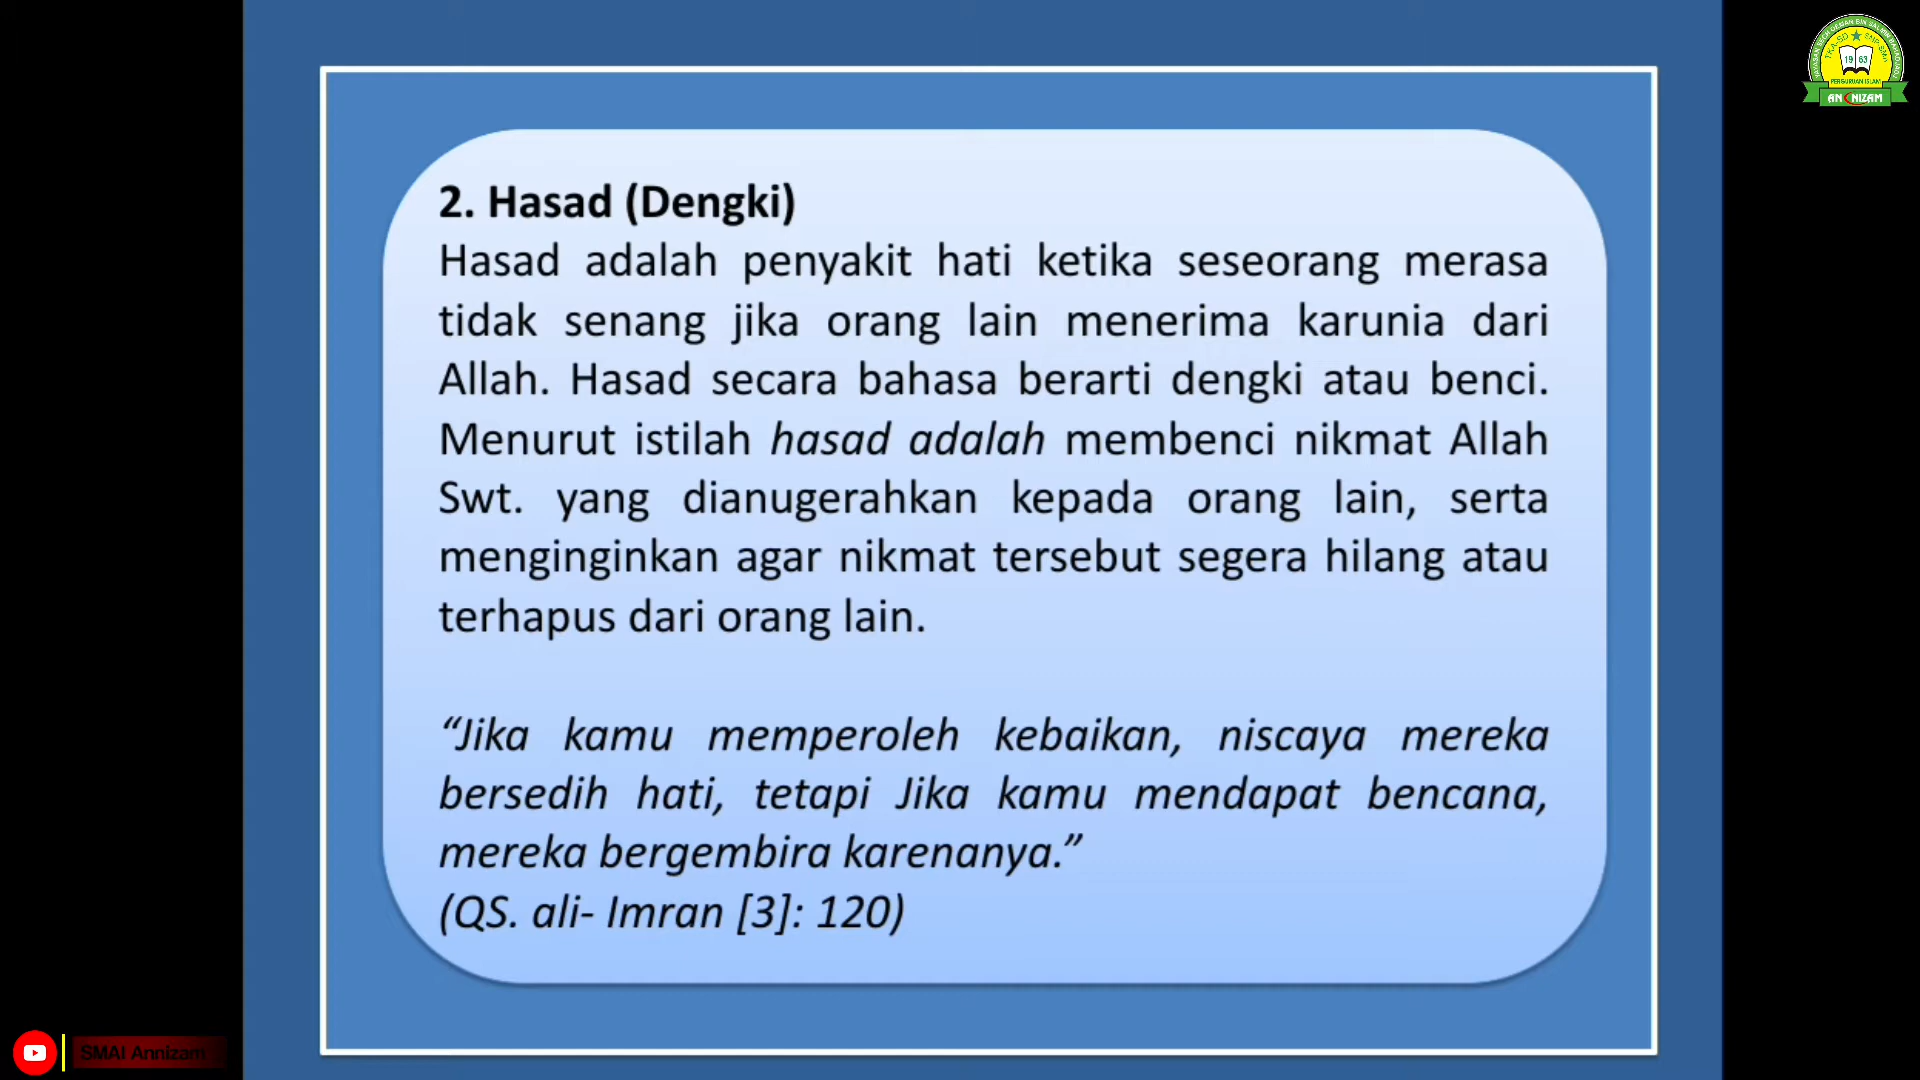 2. Hasad (Dengki)
Hasad adalah penyakit hati ketika seseorang merasa
tidak senang jika orang lain menerima karunia dari
Allah. Hasad secara bahasa berarti dengki atau benci.
Menurut istilah hasad adalah membenci nikmat Allah
Swt. yang dianugerahkan kepada orang lain, serta
menginginkan agar nikmat tersebut segera hilang atau
terhapus dari orang lain.
“Jika kamu memperoleh kebaikan, niscaya mereka
bersedih hati, tetapi Jika kamu mendapat bencana,
mereka bergembira karenanya.”
(QS. ali- Imran [3]: 120)
19 63
PERGURUAN ISLAM
AN NIZAM
SMAI Annizam